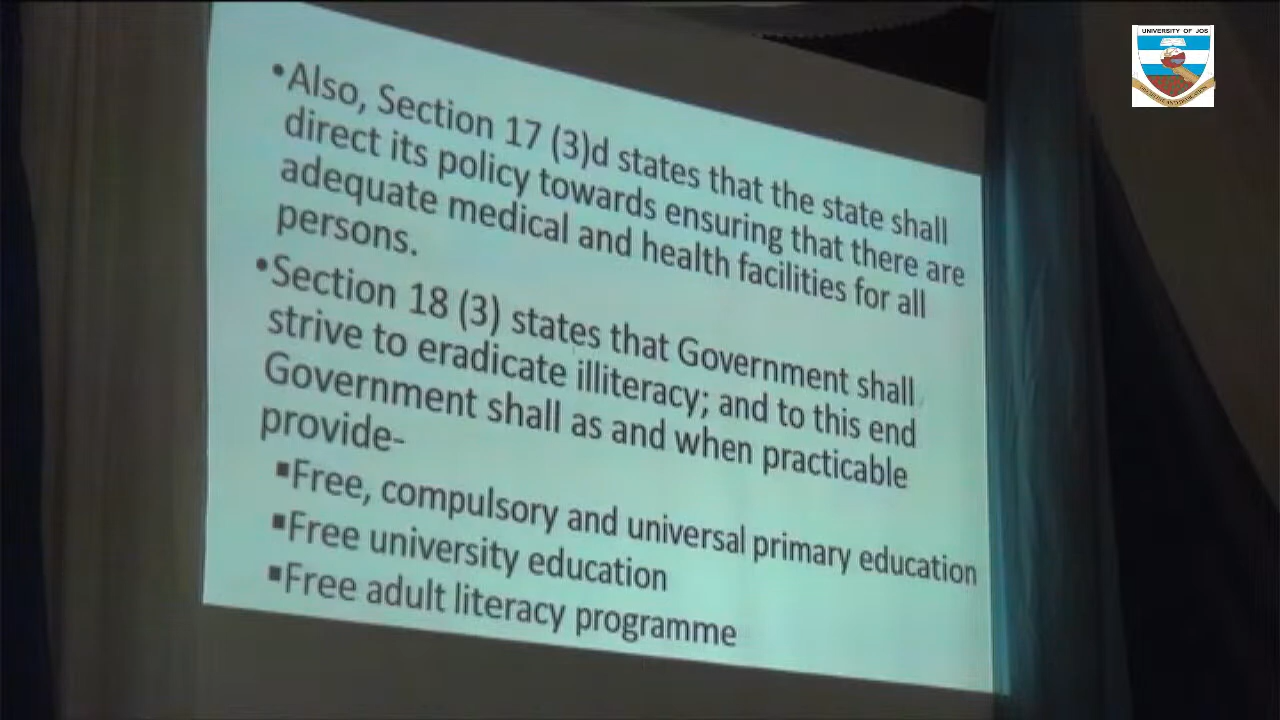 UNIVERSITY OF JOS
•Also, Section 17 (3)d states that the state shall
direct its policy towards ensuring that there are
adequate medical and health facilities for all
persons.
•Section 18 (3) states that Government shall
strive to eradicate illiteracy; and to this end
Government shall as and when practicable
provide-
▪Free, compulsory and universal primary education
▪Free university education
▪Free adult literacy programme